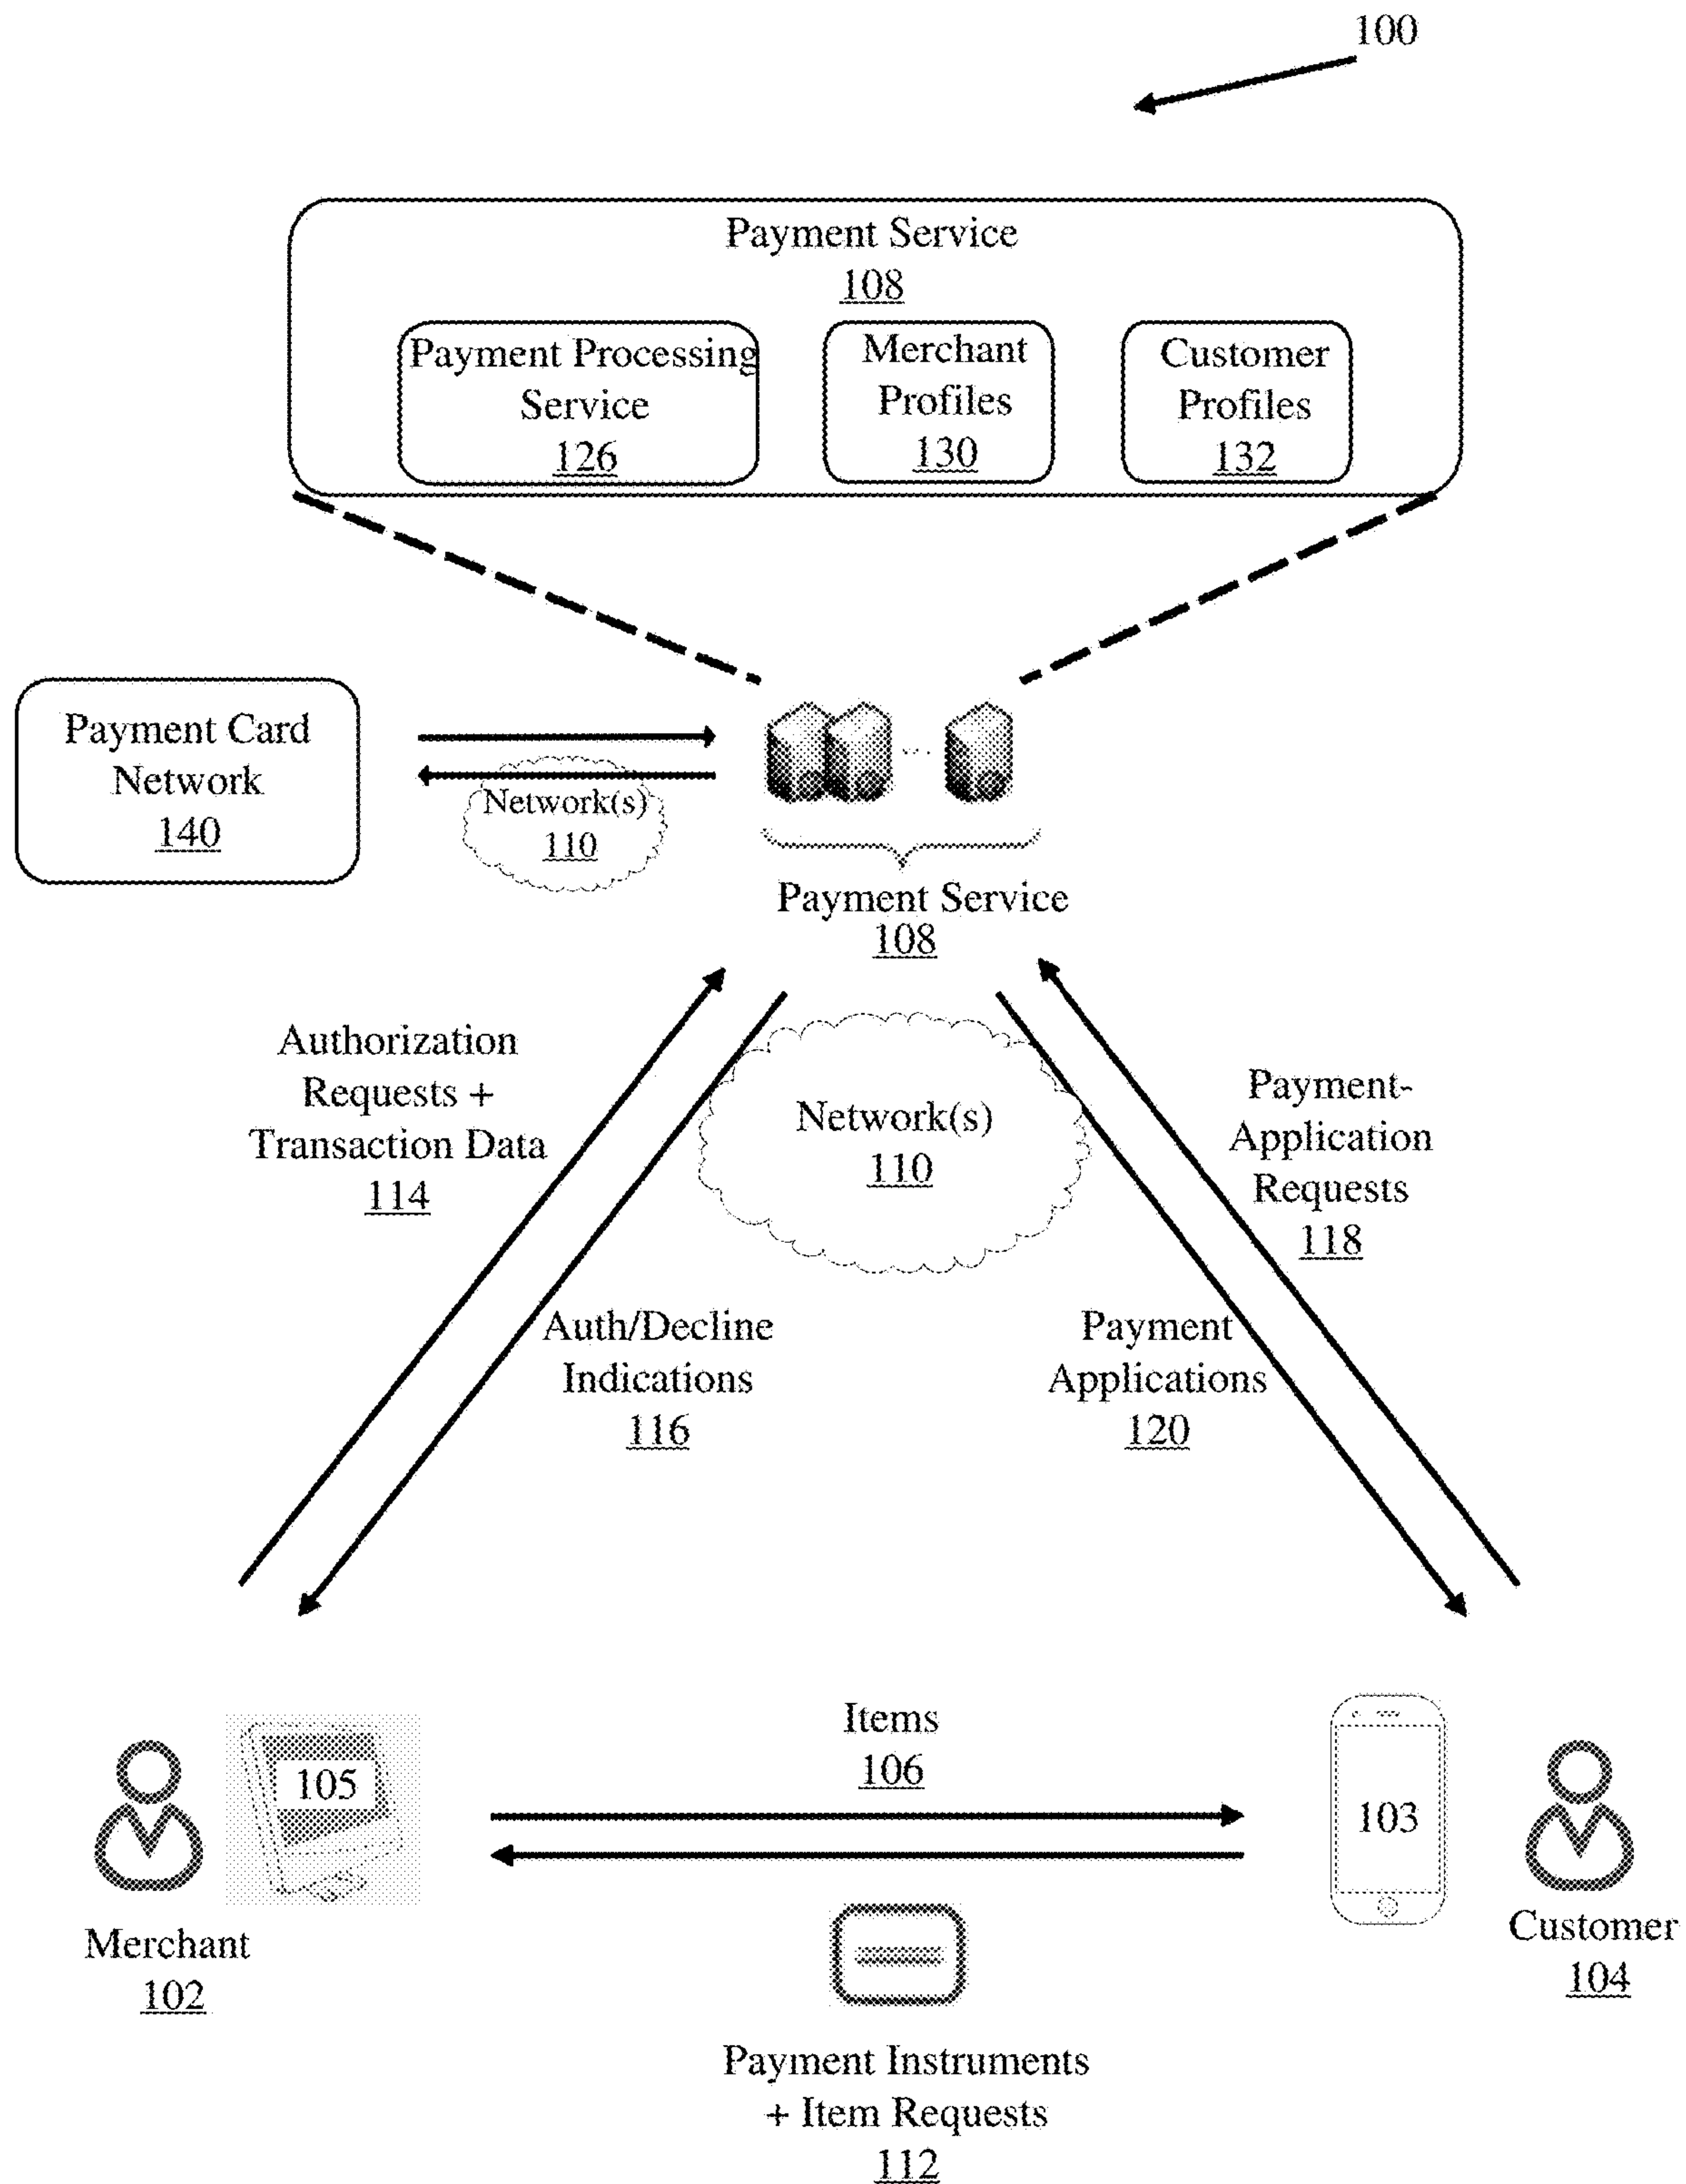 100
Payment Service
108
Payment Processing
Service
126
Merchant
Profiles
130
Customer
Profiles
132
Payment Card
Network
140
Network(s)
110
...
Payment Service
108
Authorization
Requests +
Transaction Data
114
Network(s)
110
Payment-
Application
Requests
118
Auth/Decline
Indications
116
Payment
Applications
120
Items
106
105
103
Merchant
102
Customer
104
Payment Instruments
+ Item Requests
112